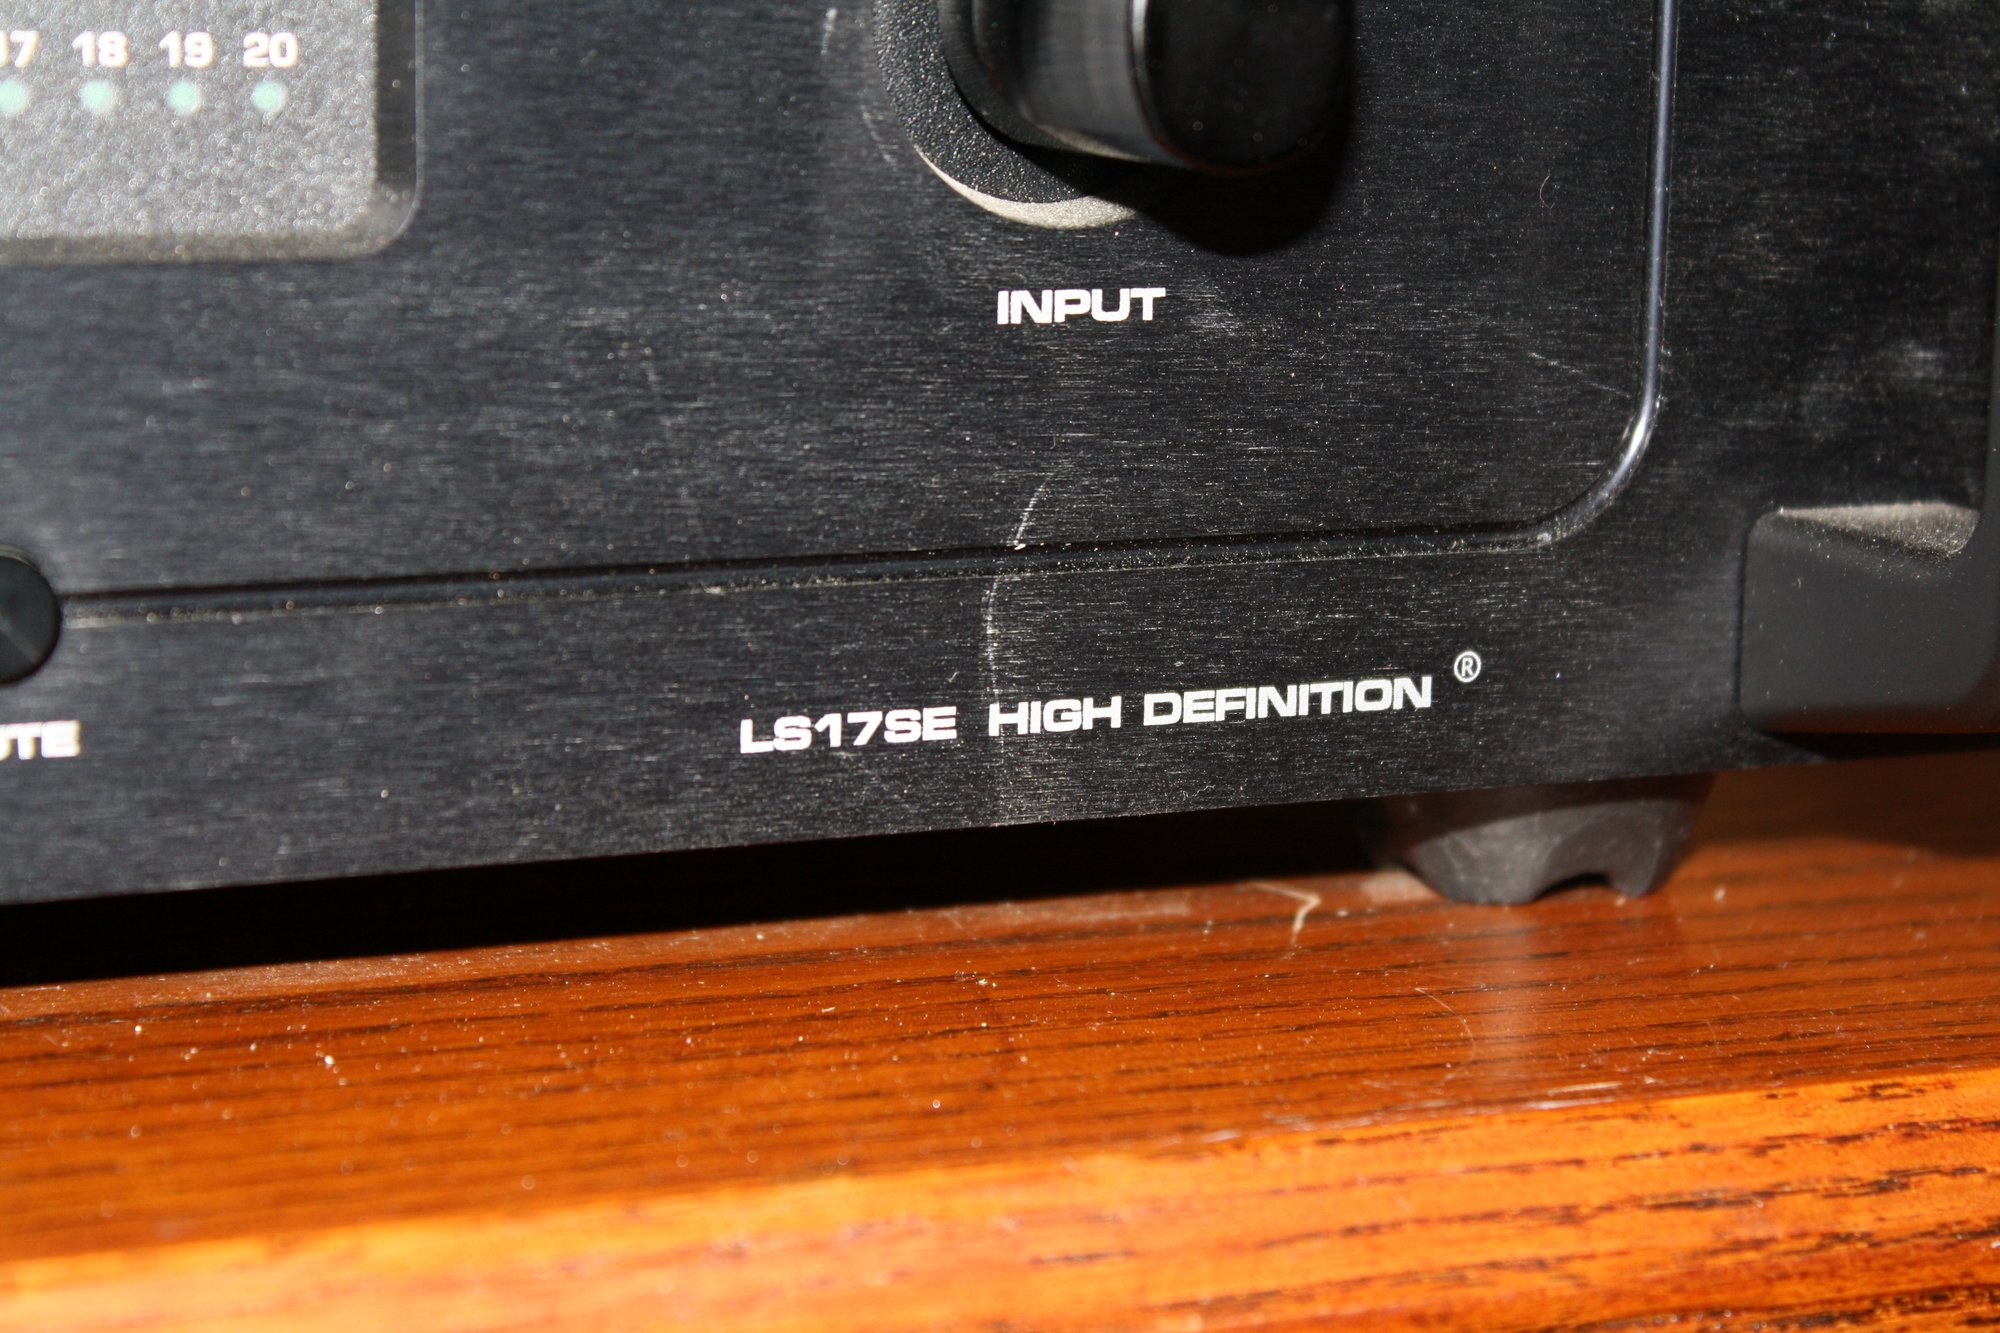 17 18 19 20
INPUT
LS17SE HIGH DEFINITION ®